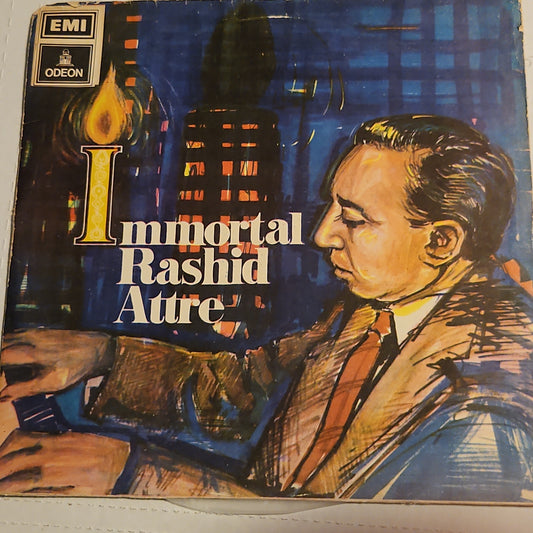 EMI
ODEON
Immortal
Rashid
Attre